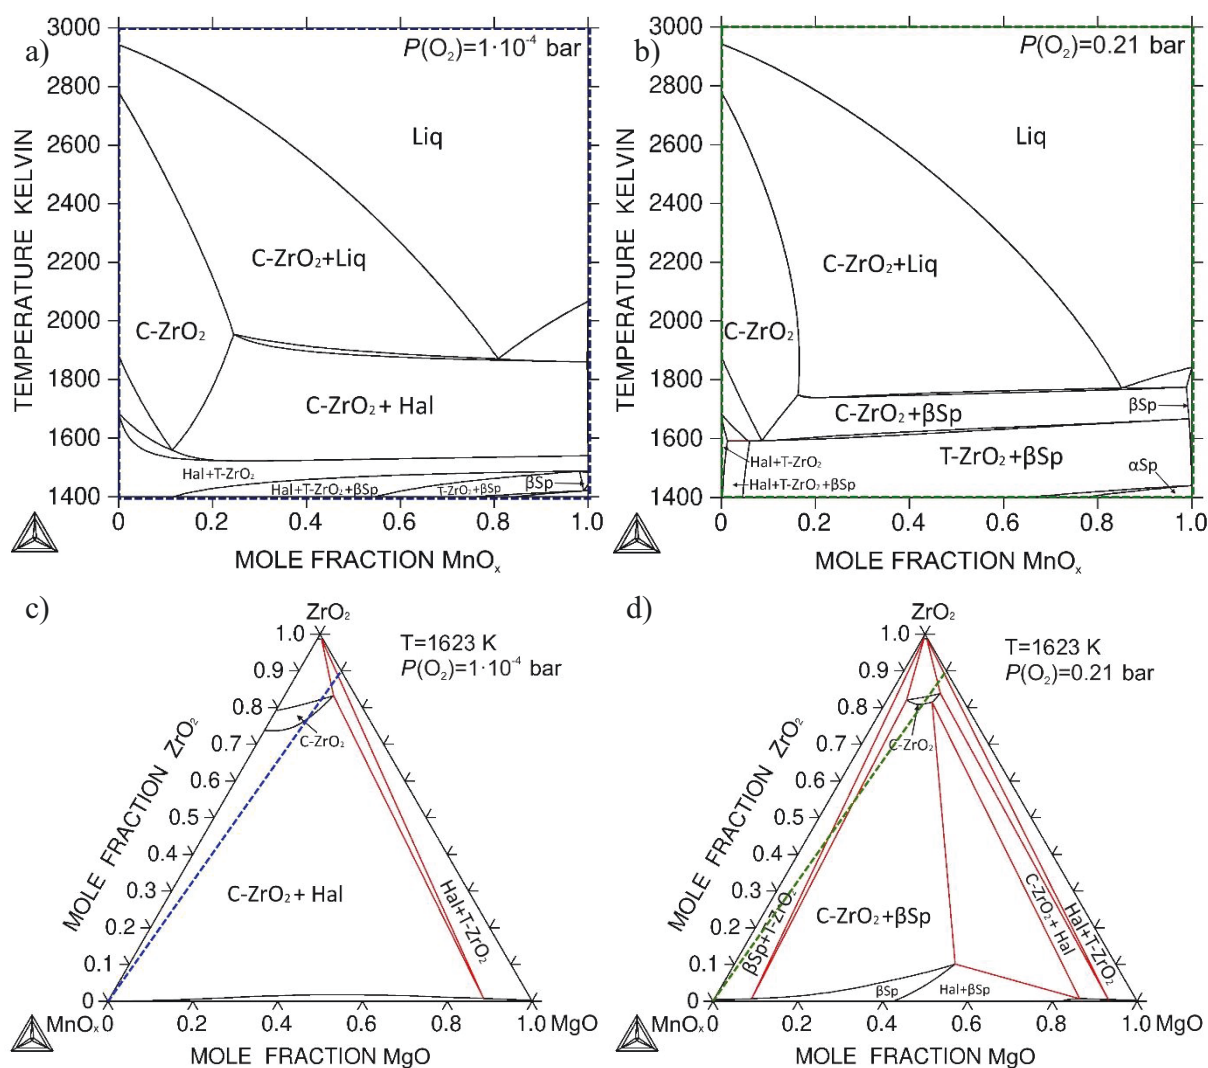 a)
P(O₂)=1·10⁻⁴ bar
3000
2800
2600
2400
2200
2000
1800
1600
1400
TEMPERATURE KELVIN
Liq
C-ZrO₂+Liq
C-ZrO₂
C-ZrO₂+ Hal
Hal+T-ZrO₂
Hal+T-ZrO₂+βSp
T-ZrO₂+βSp
βSp
0 0.2 0.4 0.6 0.8 1.0
MOLE FRACTION MnOₓ
b)
P(O₂)=0.21 bar
3000
2800
2600
2400
2200
2000
1800
1600
1400
TEMPERATURE KELVIN
Liq
C-ZrO₂+Liq
C-ZrO₂
C-ZrO₂+βSp
βSp
T-ZrO₂+βSp
Hal+T-ZrO₂
Hal+T-ZrO₂+βSp
αSp
0 0.2 0.4 0.6 0.8 1.0
MOLE FRACTION MnOₓ
c)
ZrO₂
T=1623 K
P(O₂)=1·10⁻⁴ bar
1.0
0.9
0.8
0.7
0.6
0.5
0.4
0.3
0.2
0.1
0
MOLE FRACTION ZrO₂
C-ZrO₂
C-ZrO₂+ Hal
Hal+T-ZrO₂
MnOₓ 0 0.2 0.4 0.6 0.8 1.0 MgO
MOLE FRACTION MgO
d)
ZrO₂
T=1623 K
P(O₂)=0.21 bar
1.0
0.9
0.8
0.7
0.6
0.5
0.4
0.3
0.2
0.1
0
MOLE FRACTION ZrO₂
C-ZrO₂
βSp+T-ZrO₂
C-ZrO₂+βSp
C-ZrO₂+ Hal
Hal+T-ZrO₂
βSp
Hal+βSp
MnOₓ 0 0.2 0.4 0.6 0.8 1.0 MgO
MOLE FRACTION MgO